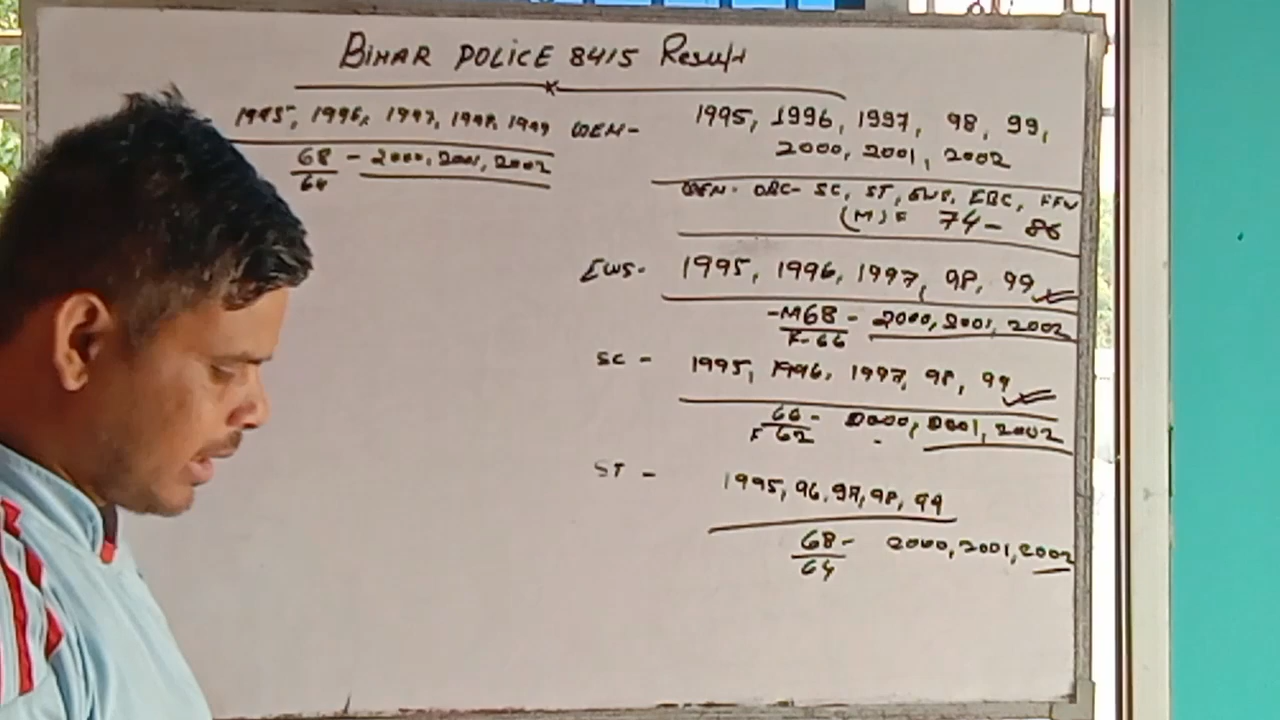 BIHAR POLICE 8415 Result
1995, 1996, 1997, 1998, 1999
68 - 2000, 2001, 2002
64
GEN - 1995, 1996, 1997, 98, 99,
2000, 2001, 2002
GEN - OBC - SC, ST, EWS, EBC, FFW
(M) F 74 - 86
EWS - 1995, 1996, 1997, 98, 99
- M68 - 2000, 2001, 2002
F - 66
SC - 1995, 1996, 1997, 98, 99
66 - 2000, 2001, 2002
F 62
ST - 1995, 96, 97, 98, 99
68 - 2000, 2001, 2002
64